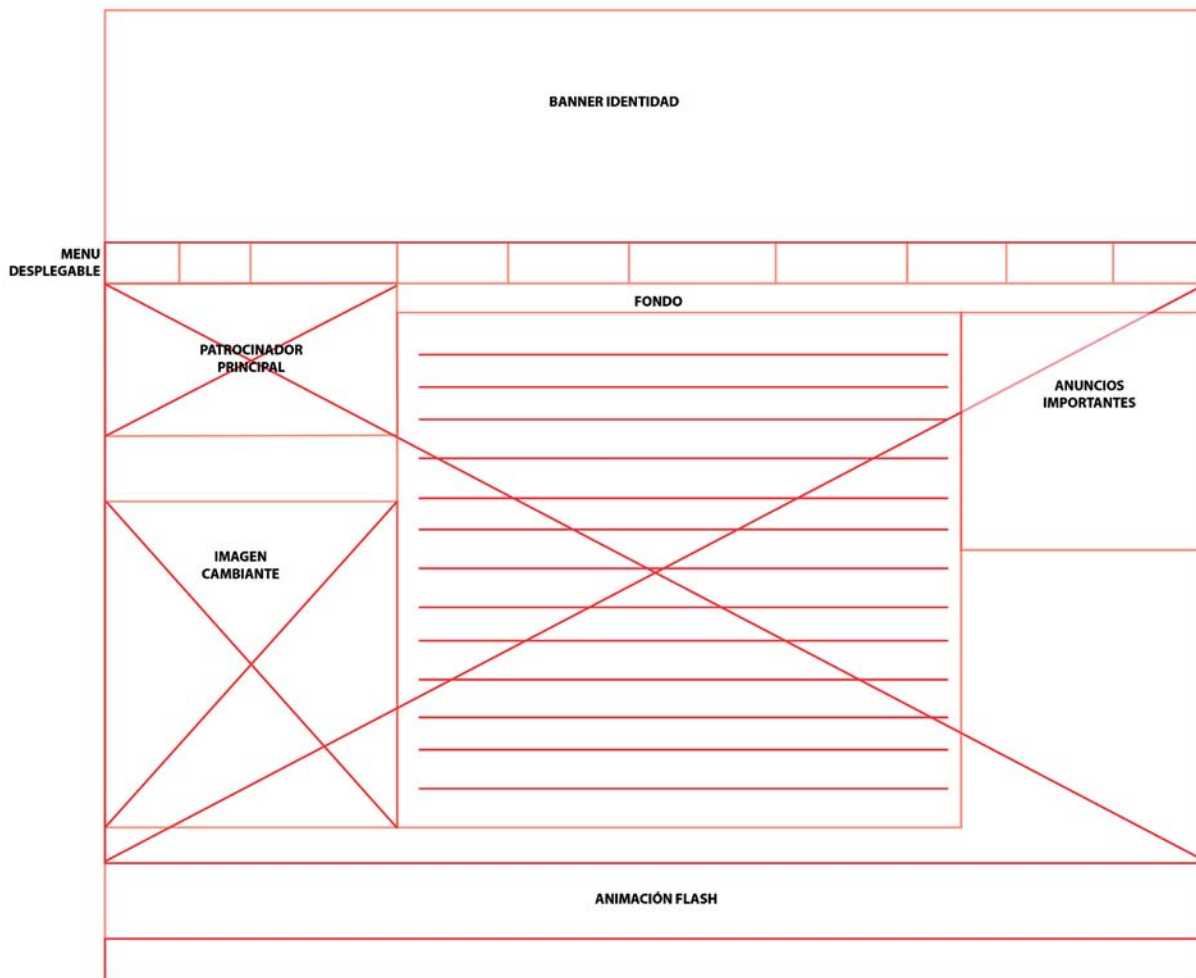 BANNER IDENTIDAD
MENU
DESPLEGABLE
FONDO
PATROCINADOR
PRINCIPAL
ANUNCIOS
IMPORTANTES
IMAGEN
CAMBIANTE
ANIMACIÓN FLASH